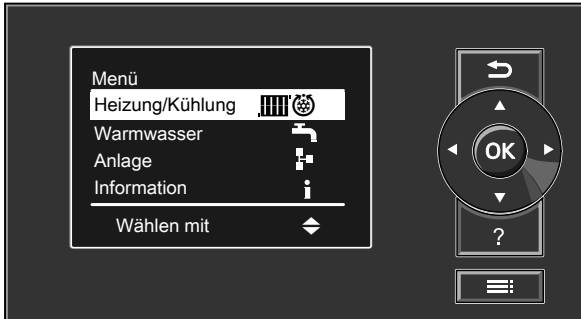 Menü
Heizung/Kühlung
Warmwasser
Anlage
Information
Wählen mit
OK
?